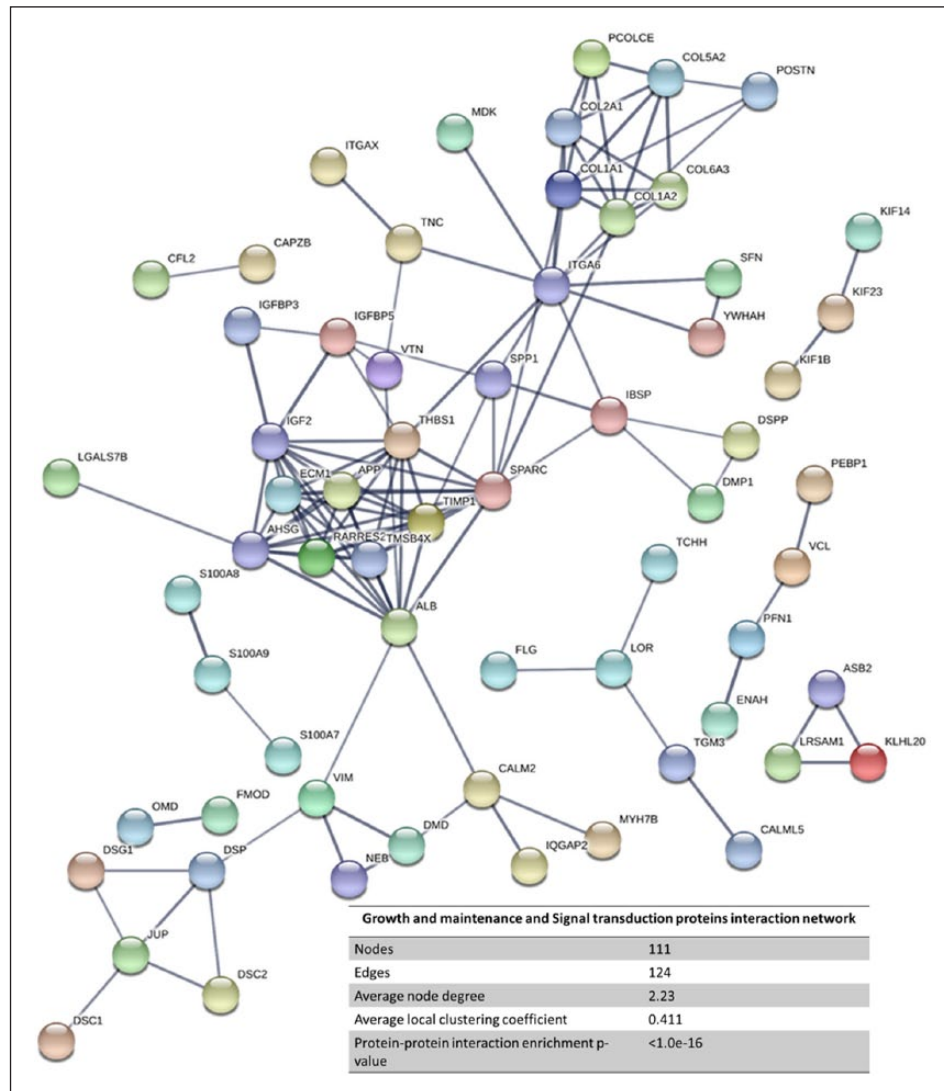 PCOLCE
COL5A2
POSTN
COL2A1
MDK
ITGAX
COL1A1
COL6A3
COL1A2
TNC
KIF14
CAPZB
CFL2
ITGA6
SFN
KIF23
IGFBP3
IGFBP5
YWHAH
VTN
SPP1
KIF1B
IBSP
IGF2
THBS1
DSPP
LGALS7B
ECM1
APP
SPARC
PEBP1
DMP1
TIMP1
AHSG
RARRES2
TMSB4X
TCHH
VCL
S100A8
ALB
PFN1
S100A9
FLG
LOR
ASB2
ENAH
S100A7
TGM3
LRSAM1
KLHL20
VIM
CALM2
OMD
FMOD
MYH7B
DMD
CALML5
DSG1
DSP
NEB
IQGAP2
JUP
DSC2
DSC1
Growth and maintenance and Signal transduction proteins interaction network
Nodes 111
Edges 124
Average node degree 2.23
Average local clustering coefficient 0.411
Protein-protein interaction enrichment p- <1.0e-16
value